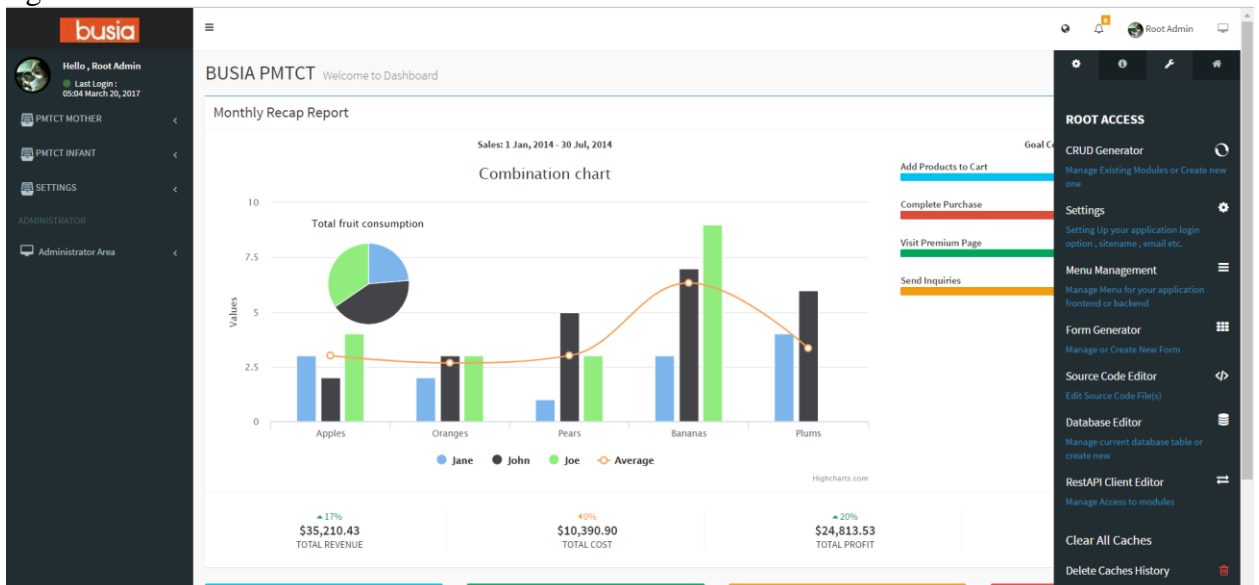 busia
Root Admin
Hello , Root Admin
Last Login :
05:04 March 20, 2017
PMTCT MOTHER
PMTCT INFANT
SETTINGS
ADMINISTRATOR
Administrator Area
BUSIA PMTCT Welcome to Dashboard
Monthly Recap Report
Sales: 1 Jan, 2014 - 30 Jul, 2014
Combination chart
Total fruit consumption
Values
10
7.5
5
2.5
0
Apples Oranges Pears Bananas Plums
Jane John Joe Average
Highcharts.com
Goal
Add Products to Cart
Complete Purchase
Visit Premium Page
Send Inquiries
17%
$35,210.43
TOTAL REVENUE
0%
$10,390.90
TOTAL COST
20%
$24,813.53
TOTAL PROFIT
ROOT ACCESS
CRUD Generator
Manage Existing Modules or Create new
one
Settings
Setting Up your application login
option , sitename , email etc.
Menu Management
Manage Menu for your application
frontend or backend
Form Generator
Manage or Create New Form
Source Code Editor
Edit Source Code File(s)
Database Editor
Manage current database table or
create new
RestAPI Client Editor
Manage Access to modules
Clear All Caches
Delete Caches History